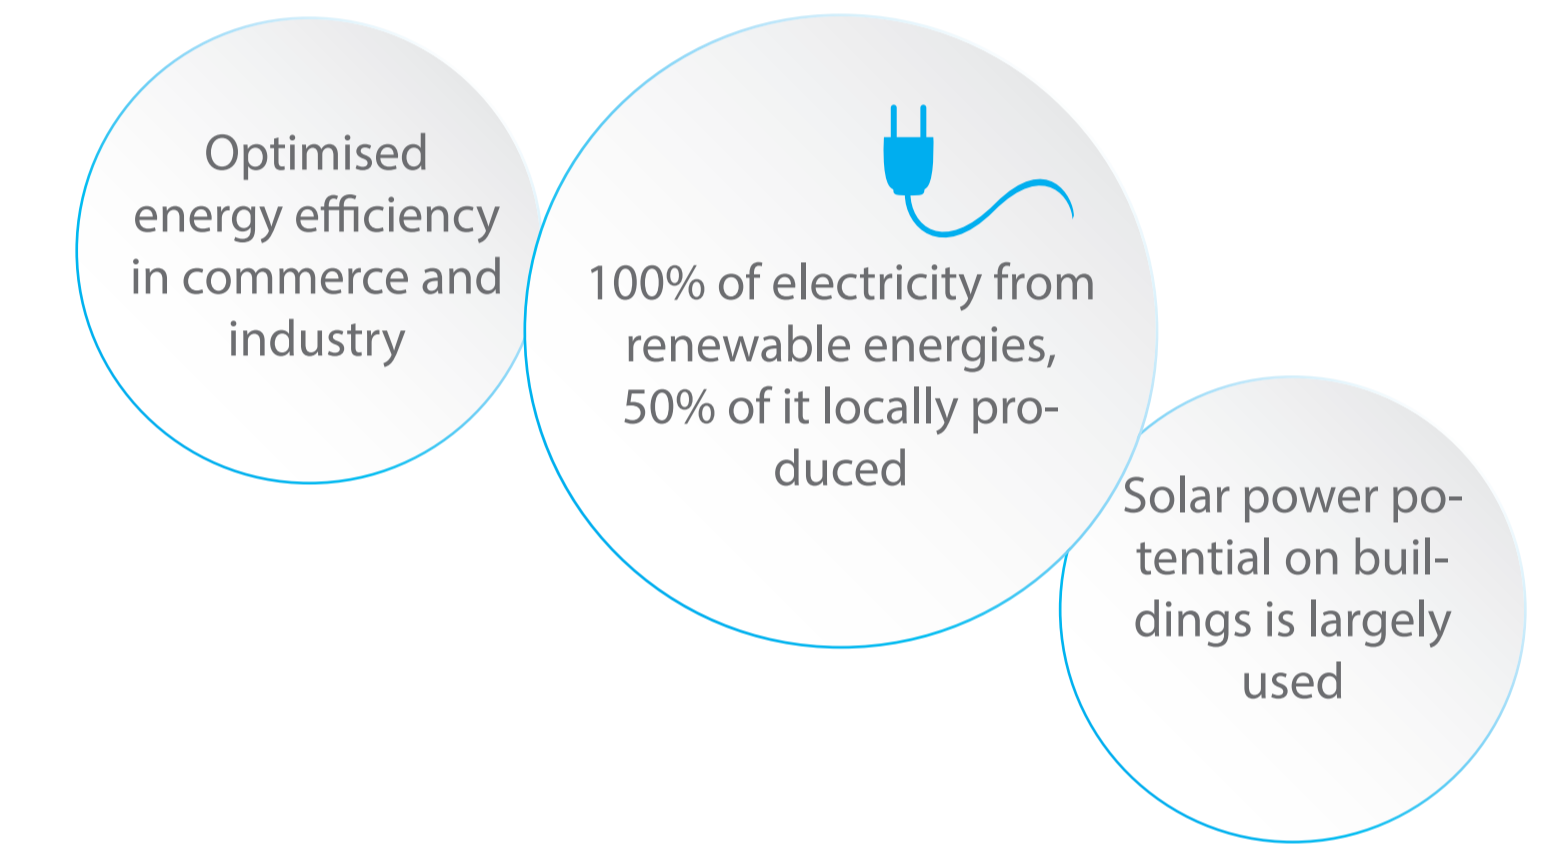 Optimised
energy efficiency
in commerce and
industry
100% of electricity from
renewable energies,
50% of it locally pro-
duced
Solar power po-
tential on buil-
dings is largely
used